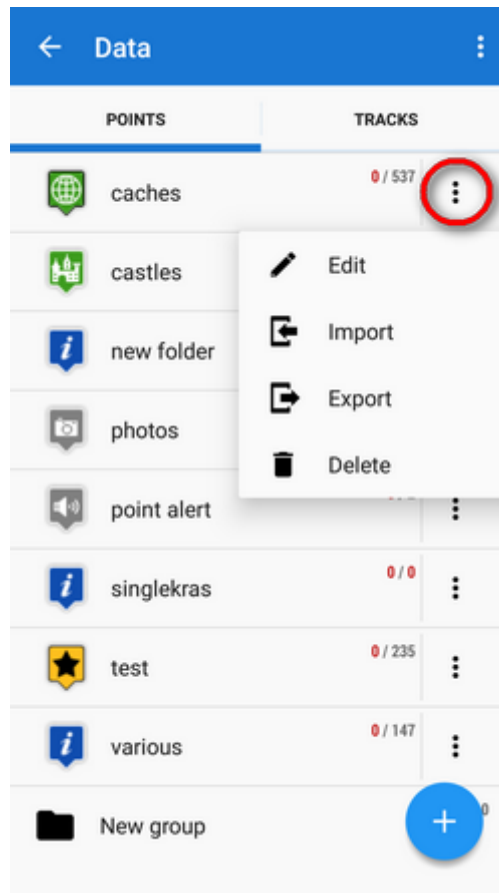 Data
POINTS TRACKS
caches 0 / 537
castles
Edit
new folder
Import
photos
Export
Delete
point alert
singlekras 0 / 0
test 0 / 235
various 0 / 147
New group 0